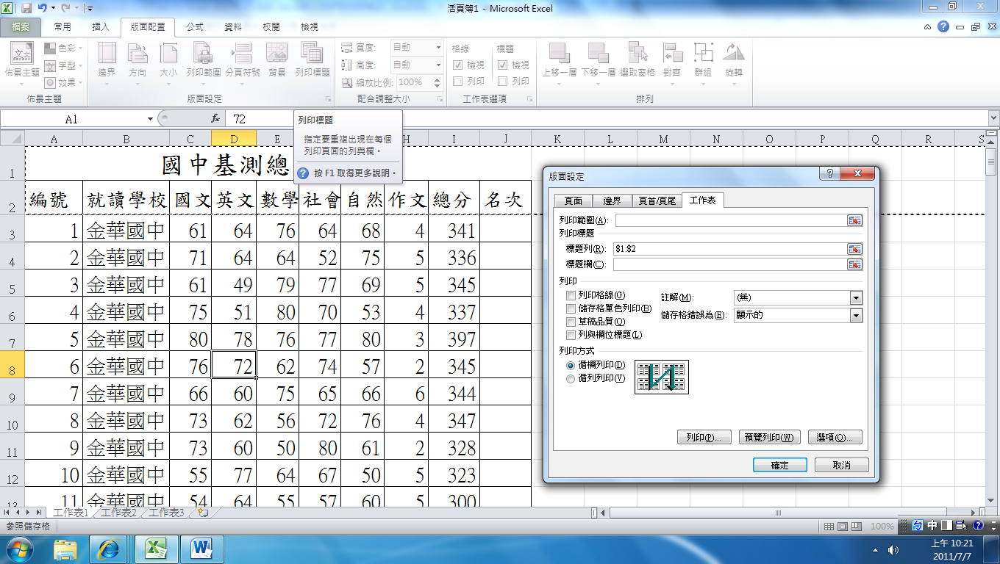 活頁簿1 - Microsoft Excel
檔案 常用 插入 版面配置 公式 資料 校閱 檢視
佈景主題 色彩 字型 效果 邊界 方向 大小 列印範圍 分頁符號 背景 列印標題 寬度: 自動 高度: 自動 縮放比例: 100% 格線 檢視 列印 標題 檢視 列印 上移一層 下移一層 選取窗格 對齊 群組 旋轉
佈景主題 版面設定 配合調整大小 工作表選項 排列
A1 fx 72
列印標題
指定要重複出現在每個
列印頁面的列與欄。
按 F1 取得更多說明。
A B C D E H I J K L M N O P Q R S
1 國中基測總
2 編號 就讀學校 國文 英文 數學 社會 自然 作文 總分 名次
3 1 金華國中 61 64 76 64 68 4 341
4 2 金華國中 71 64 64 52 75 5 336
5 3 金華國中 61 49 79 77 69 5 345
6 4 金華國中 75 51 80 70 53 4 337
7 5 金華國中 80 78 76 77 80 3 397
8 6 金華國中 76 72 62 74 57 2 345
9 7 金華國中 66 60 75 65 66 6 344
10 8 金華國中 73 62 56 72 76 4 347
11 9 金華國中 73 60 50 80 61 2 328
12 10 金華國中 55 77 64 67 50 5 323
13 11 金華國中 54 64 55 57 60 5 300
版面設定
頁面 邊界 頁首/頁尾 工作表
列印範圍(A):
列印標題
標題列(R): $1:$2
標題欄(C):
列印
列印格線(G) 註解(M): (無)
儲存格單色列印(B) 儲存格錯誤為(E): 顯示的
草稿品質(Q)
列與欄位標題(L)
列印方式
循欄列印(D)
循列列印(V)
列印(P)... 預覽列印(W) 選項(O)...
確定 取消
工作表1 工作表2 工作表3
參照儲存格 100% 中
上午 10:21
2011/7/7